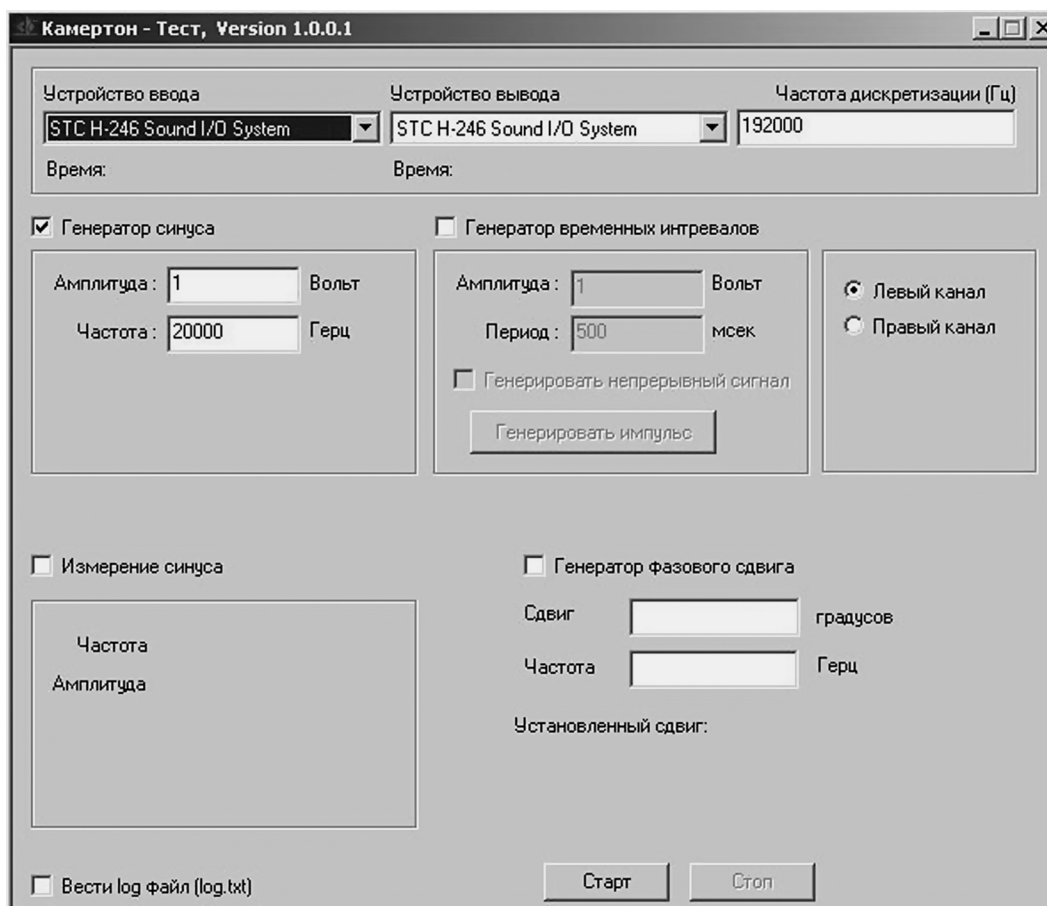 Камертон - Тест, Version 1.0.0.1
Устройство ввода
Устройство вывода
Частота дискретизации (Гц)
STC H-246 Sound I/O System
STC H-246 Sound I/O System
192000
Время:
Время:
Генератор синуса
Генератор временных интревалов
Амплитуда :
1
Вольт
Частота :
20000
Герц
Амплитуда :
1
Вольт
Период :
500
мсек
Генерировать непрерывный сигнал
Генерировать импульс
Левый канал
Правый канал
Измерение синуса
Частота
Амплитуда
Генератор фазового сдвига
Сдвиг
градусов
Частота
Герц
Установленный сдвиг:
Вести log файл (log.txt)
Старт
Стоп